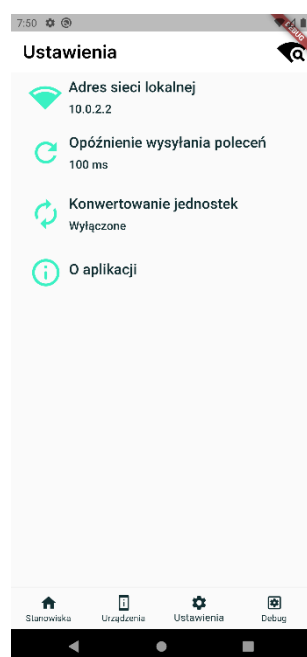 7:50
DEBUG
Ustawienia
Adres sieci lokalnej
10.0.2.2
Opóźnienie wysyłania poleceń
100 ms
Konwertowanie jednostek
Wyłączone
O aplikacji
Stanowiska
Urządzenia
Ustawienia
Debug